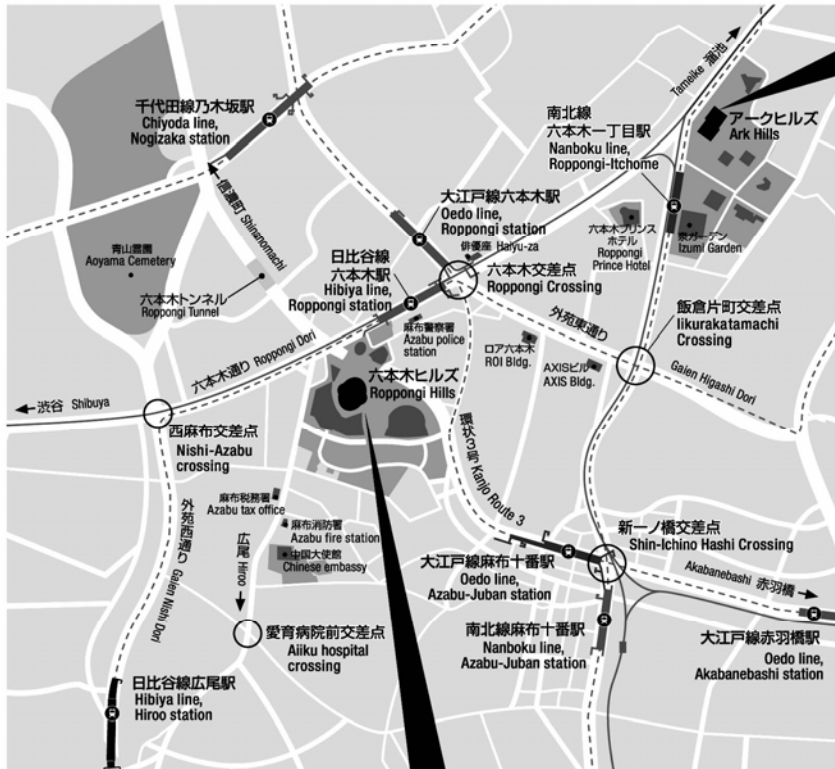 Tameike 溜池
アークヒルズ
Ark Hills
千代田線乃木坂駅
Chiyoda line,
Nogizaka station
南北線
六本木一丁目駅
Nanboku line,
Roppongi-Itchome
信濃町 Shinanomachi
大江戸線六本木駅
Oedo line,
Roppongi station
俳優座 Haiyu-za
六本木プリンス
ホテル
Roppongi
Prince Hotel
泉ガーデン
Izumi Garden
青山霊園
Aoyama Cemetery
日比谷線
六本木駅
Hibiya line,
Roppongi station
六本木交差点
Roppongi Crossing
六本木トンネル
Roppongi Tunnel
外苑東通り
飯倉片町交差点
Iikurakatamachi
Crossing
麻布警察署
Azabu police
station
ロア六本木
ROI Bldg.
AXISビル
AXIS Bldg.
Gaien Higashi Dori
六本木通り Roppongi Dori
六本木ヒルズ
Roppongi Hills
渋谷 Shibuya
西麻布交差点
Nishi-Azabu
crossing
環状3号 Kanjo Route 3
麻布税務署
Azabu tax office
麻布消防署
Azabu fire station
中国大使館
Chinese embassy
外苑西通り Gaien Nishi Dori
広尾 Hiroo
新一ノ橋交差点
Shin-Ichino Hashi Crossing
大江戸線麻布十番駅
Oedo line,
Azabu-Juban station
Akabanebashi 赤羽橋
愛育病院前交差点
Aiiku hospital
crossing
南北線麻布十番駅
Nanboku line,
Azabu-Juban station
大江戸線赤羽橋駅
Oedo line,
Akabanebashi station
日比谷線広尾駅
Hibiya line,
Hiroo station